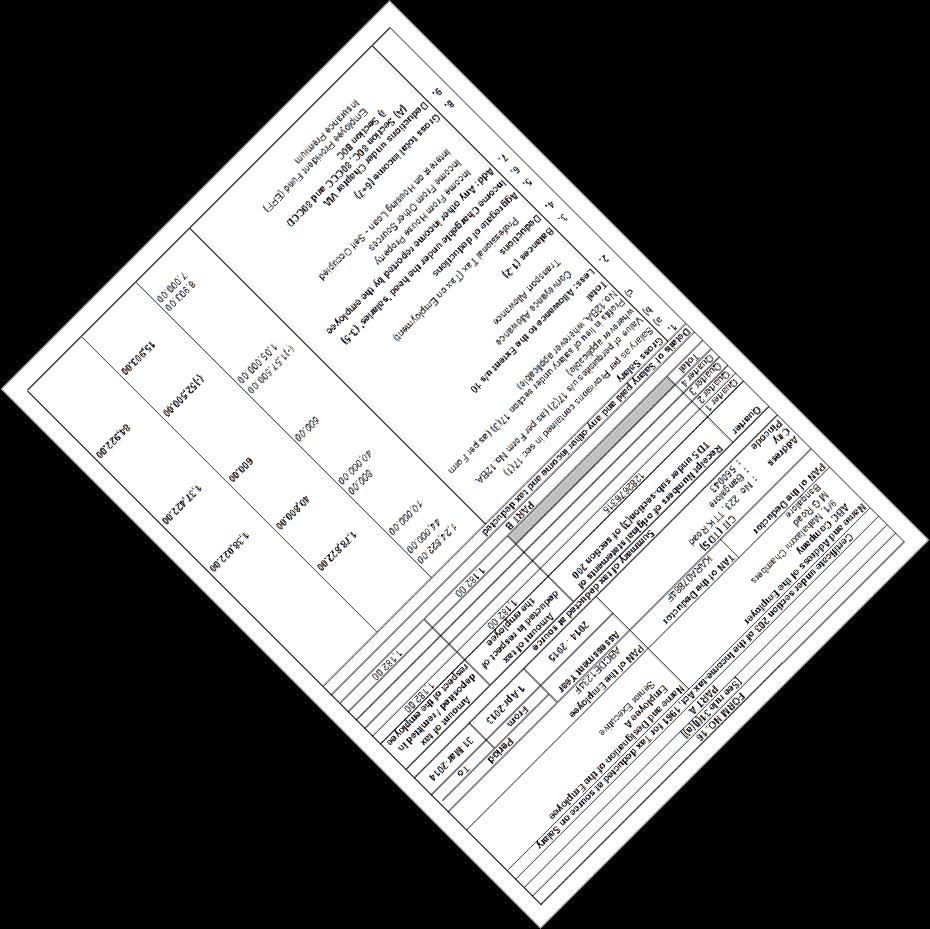 FORM NO. 16
[See rule 31(1)(a)]
PART A
Certificate under section 203 of the Income tax Act 1961 for Tax deducted at source on Salary
Name and Address of the Employer Name and Designation of the Employee
ABC Company Employee A
9/1 Mahalaxmi Chambers Senior Executive
M G Road
Bangalore
PAN of the Deductor TAN of the Deductor PAN of the Employee
KARA07884F ABCDE1234F
CIT (TDS) Assessment Year Period
Address : No. 223 TTK Road 2014 - 2015 From To
City : Bangalore 1 Apr-2013 31 Mar-2014
Pincode : 560043
Summary of tax deducted at source
Quarter Receipt Numbers of original statements of TDS under sub-section(3) of section 200 Amount of tax deducted in respect of the employee Amount of tax deposited / remitted in respect of the employee
Quarter 1 1,182.00 1,182.00
Quarter 2
Quarter 3
Quarter 4
Total 1,182.00 1,182.00
PART B
Details of Salary paid and any other income and tax deducted
1. Gross Salary
a) Salary as per Provisions contained in sec 17(1) 1,24,822.00
b) Value of perquisites u/s 17(2) (as per Form No.12BA, wherever applicable) 44,000.00
c) Profits in lieu of salary under section 17(3) (as per Form No.12BA, wherever applicable) 10,000.00
Total 1,78,822.00
2. Less: Allowance to the Extent u/s 10
Conveyance Allowance 800.00
Transport Allowance 40,000.00
40,800.00
3. Balances (1-2) 1,38,022.00
4. Deductions
Professional Tax (Tax on Employment) 600.00
5. Aggregate of deductions 600.00
6. Income Chargable under the head 'salaries' (3-5) 1,37,422.00
7. Add: Any other income reported by the employee
Income From House Property
Income From Other Sources 1,05,000.00
Interest on Housing Loan - Self Occupied (-)1,57,500.00
(-)52,500.00
8. Gross total income (6+7) 84,922.00
9. Deductions under Chapter VIA
(A) Section 80C, 80CCC and 80CCD
i) Section 80C
Employee Provident Fund (EPF) 8,903.00
Insurance Premium 7,000.00
15,903.00